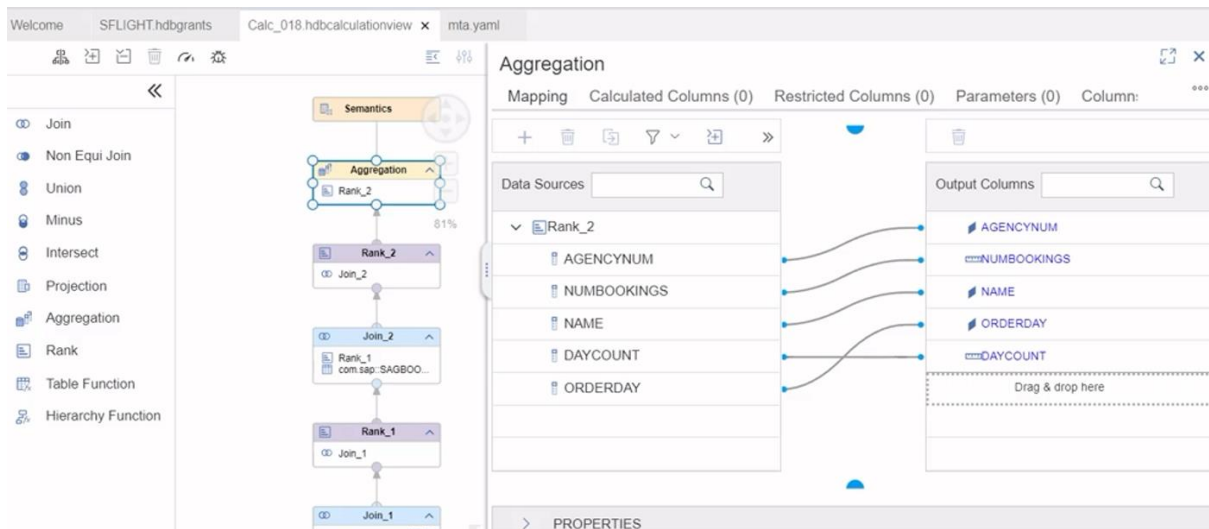 Welcome
SFLIGHT.hdbgrants
Calc_018.hdbcalculationview ×
mta.yaml
Join
Non Equi Join
Union
Minus
Intersect
Projection
Aggregation
Rank
Table Function
Hierarchy Function
Semantics
Aggregation
Rank_2
81%
Rank_2
Join_2
Join_2
Rank_1
com.sap::SAGBOO...
Rank_1
Join_1
Join_1
Aggregation
Mapping
Calculated Columns (0)
Restricted Columns (0)
Parameters (0)
Column
Data Sources
Rank_2
AGENCYNUM
NUMBOOKINGS
NAME
DAYCOUNT
ORDERDAY
Output Columns
AGENCYNUM
NUMBOOKINGS
NAME
ORDERDAY
DAYCOUNT
Drag & drop here
PROPERTIES